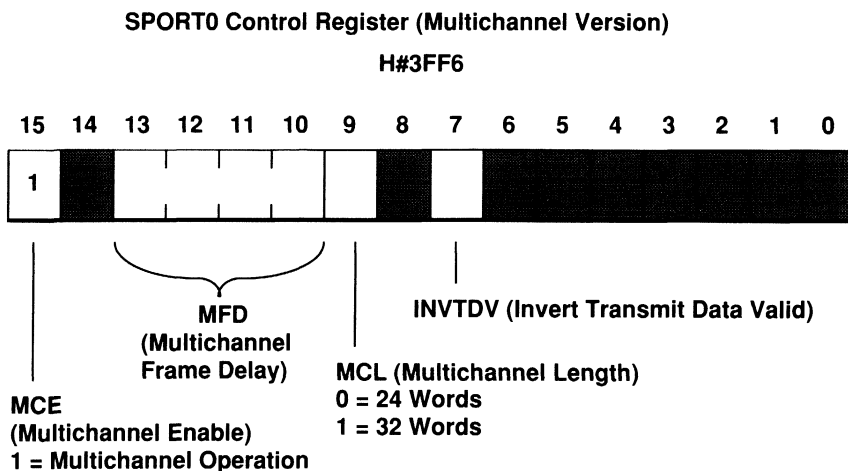 SPORT0 Control Register (Multichannel Version)
H#3FF6
15 14 13 12 11 10 9 8 7 6 5 4 3 2 1 0
1
MFD
(Multichannel
Frame Delay)
INVTDV (Invert Transmit Data Valid)
MCL (Multichannel Length)
0 = 24 Words
1 = 32 Words
MCE
(Multichannel Enable)
1 = Multichannel Operation